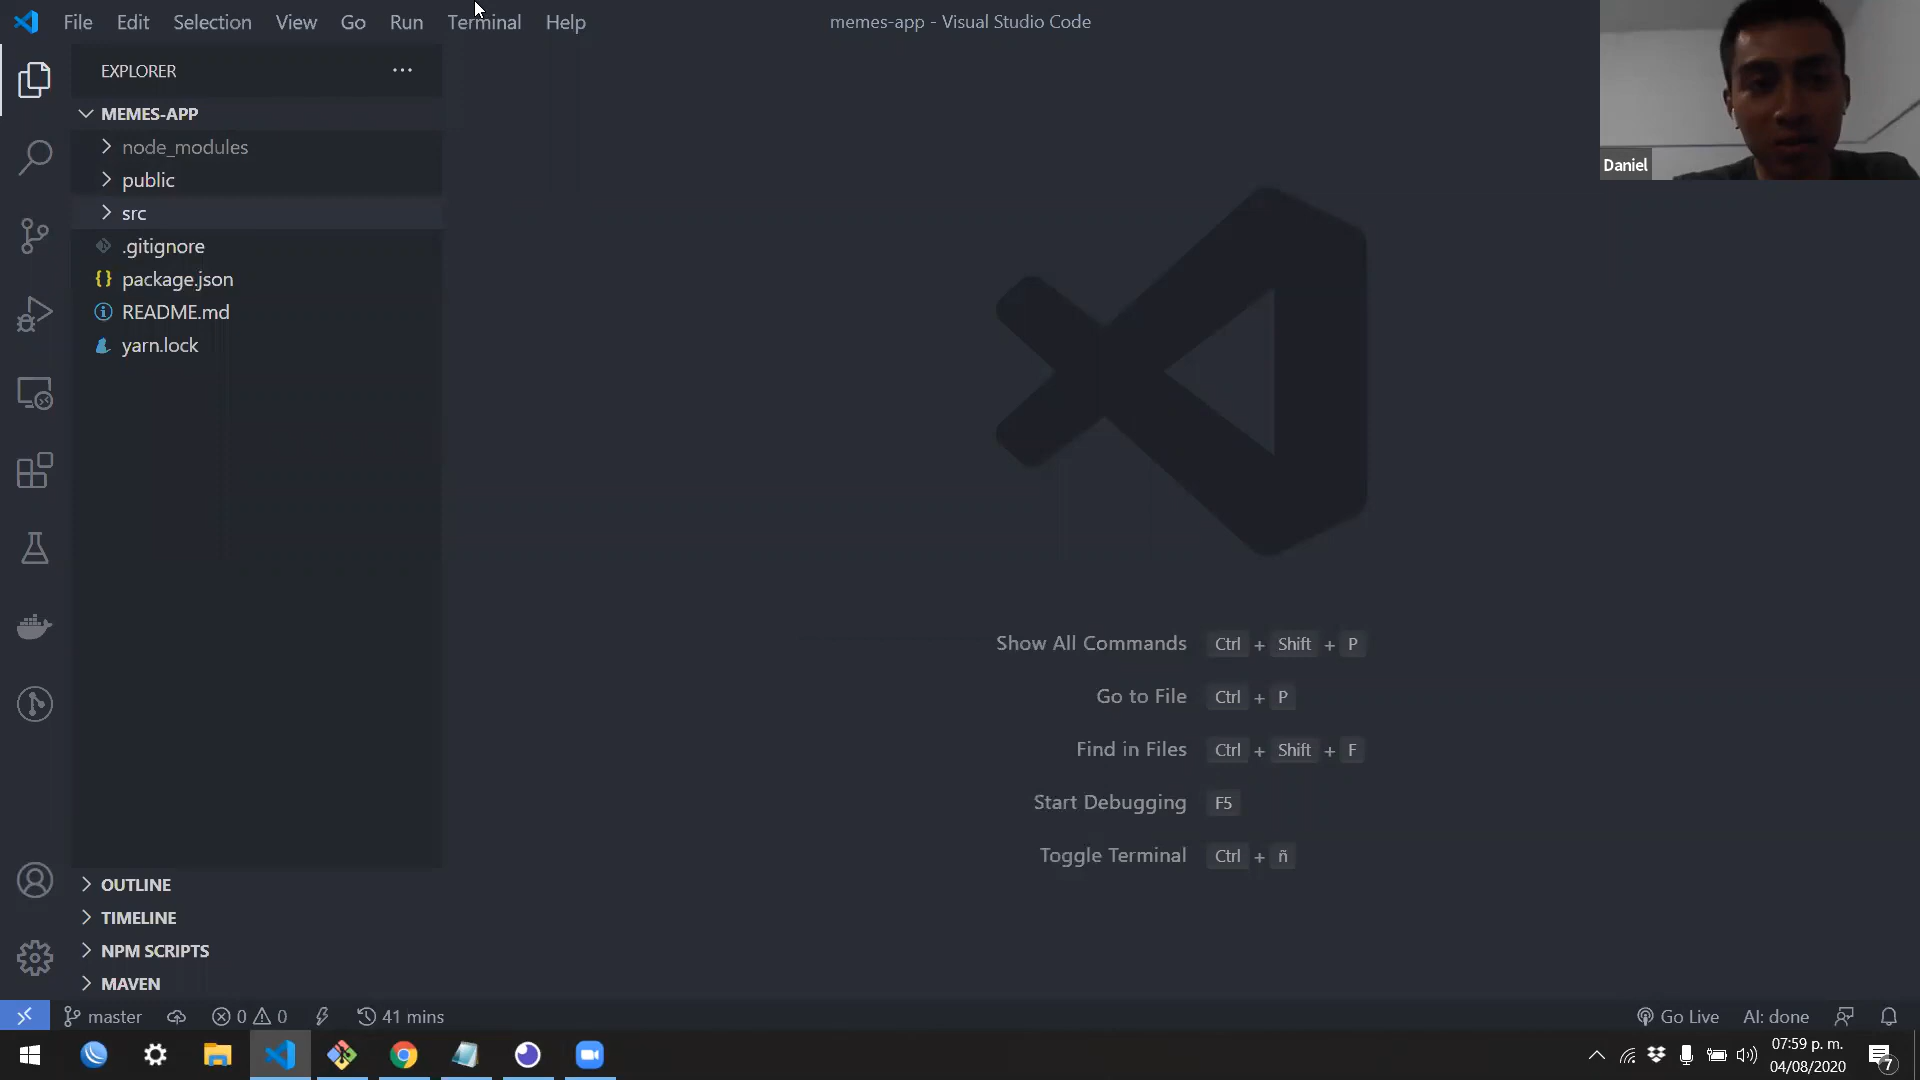 File Edit Selection View Go Run Terminal Help
memes-app - Visual Studio Code
EXPLORER
MEMES-APP
node_modules
public
src
.gitignore
package.json
README.md
yarn.lock
Daniel
Show All Commands Ctrl + Shift + P
Go to File Ctrl + P
Find in Files Ctrl + Shift + F
Start Debugging F5
Toggle Terminal Ctrl + ñ
OUTLINE
TIMELINE
NPM SCRIPTS
MAVEN
master 0 0 41 mins Go Live AI: done
07:59 p. m.
04/08/2020
7